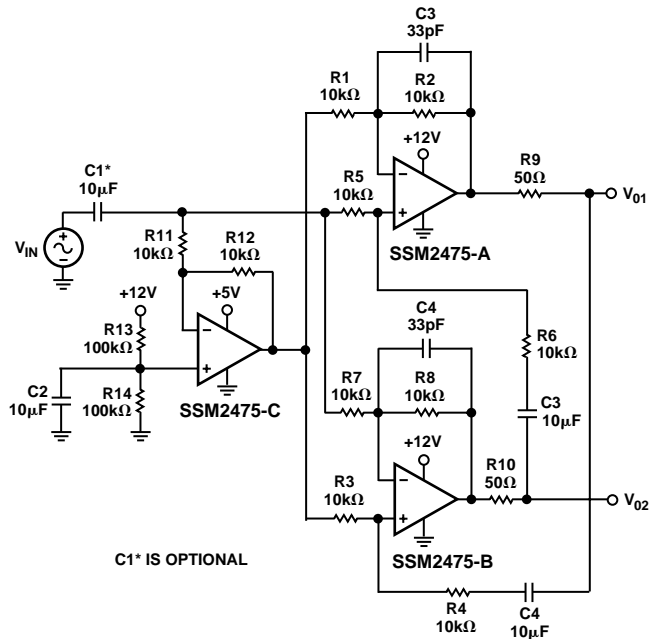 C3
33pF
R1
10kΩ
R2
10kΩ
+12V
C1*
10µF
R5
10kΩ
R9
50Ω
V01
VIN
R11
10kΩ
R12
10kΩ
SSM2475-A
+12V
+5V
R13
100kΩ
C4
33pF
R6
10kΩ
C2
10µF
R14
100kΩ
SSM2475-C
R7
10kΩ
R8
10kΩ
C3
10µF
+12V
R10
50Ω
R3
10kΩ
V02
C1* IS OPTIONAL
SSM2475-B
R4
10kΩ
C4
10µF